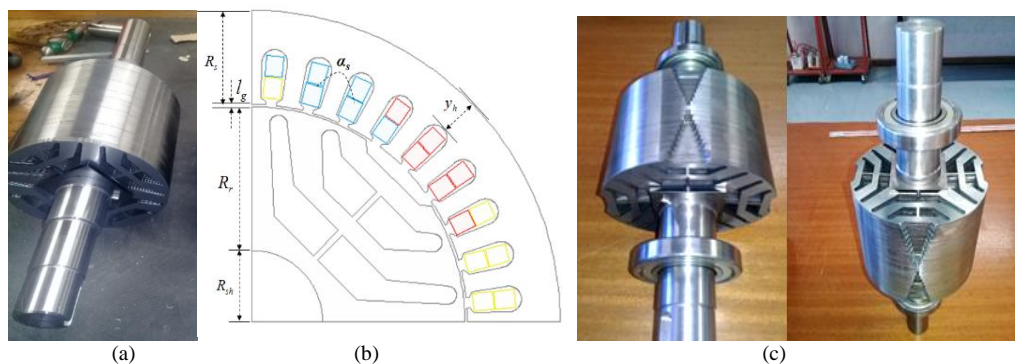 R_s
α_s
l_g
y_h
R_r
R_sh
(a)
(b)
(c)